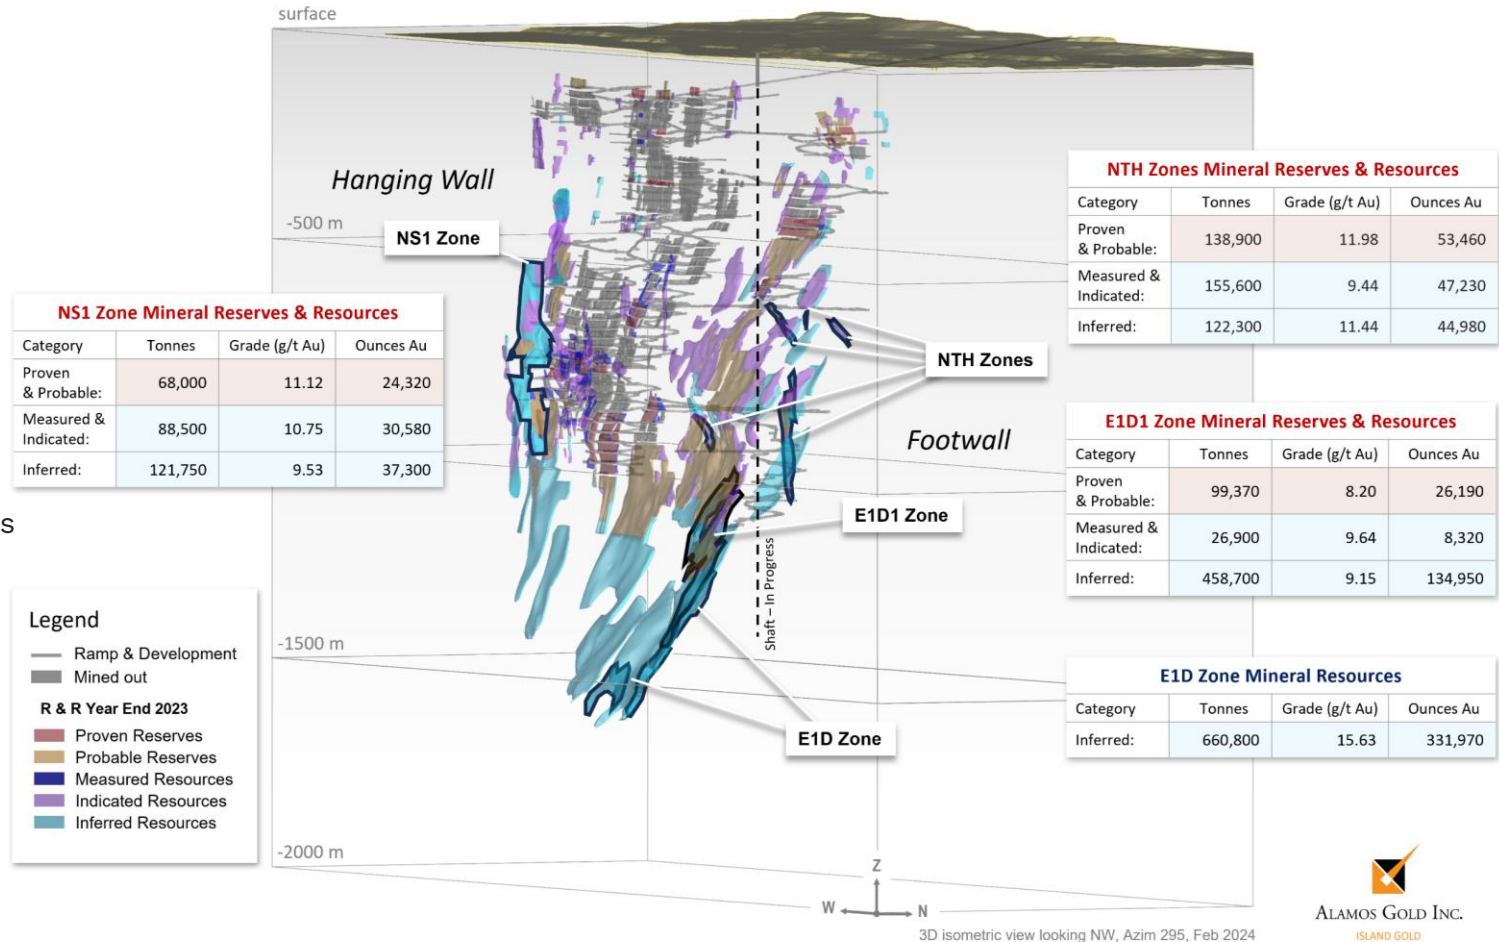 surface
Hanging Wall
-500 m
NS1 Zone
NS1 Zone Mineral Reserves & Resources
Category Tonnes Grade (g/t Au) Ounces Au
Proven
& Probable: 68,000 11.12 24,320
Measured &
Indicated: 88,500 10.75 30,580
Inferred: 121,750 9.53 37,300
S
NTH Zones Mineral Reserves & Resources
Category Tonnes Grade (g/t Au) Ounces Au
Proven
& Probable: 138,900 11.98 53,460
Measured &
Indicated: 155,600 9.44 47,230
Inferred: 122,300 11.44 44,980
NTH Zones
Footwall
E1D1 Zone Mineral Reserves & Resources
Category Tonnes Grade (g/t Au) Ounces Au
Proven
& Probable: 99,370 8.20 26,190
Measured &
Indicated: 26,900 9.64 8,320
Inferred: 458,700 9.15 134,950
E1D1 Zone
Shaft – In Progress
-1500 m
E1D Zone
E1D Zone Mineral Resources
Category Tonnes Grade (g/t Au) Ounces Au
Inferred: 660,800 15.63 331,970
Legend
Ramp & Development
Mined out
R & R Year End 2023
Proven Reserves
Probable Reserves
Measured Resources
Indicated Resources
Inferred Resources
-2000 m
Z
W N
3D isometric view looking NW, Azim 295, Feb 2024
ALAMOS GOLD INC.
ISLAND GOLD